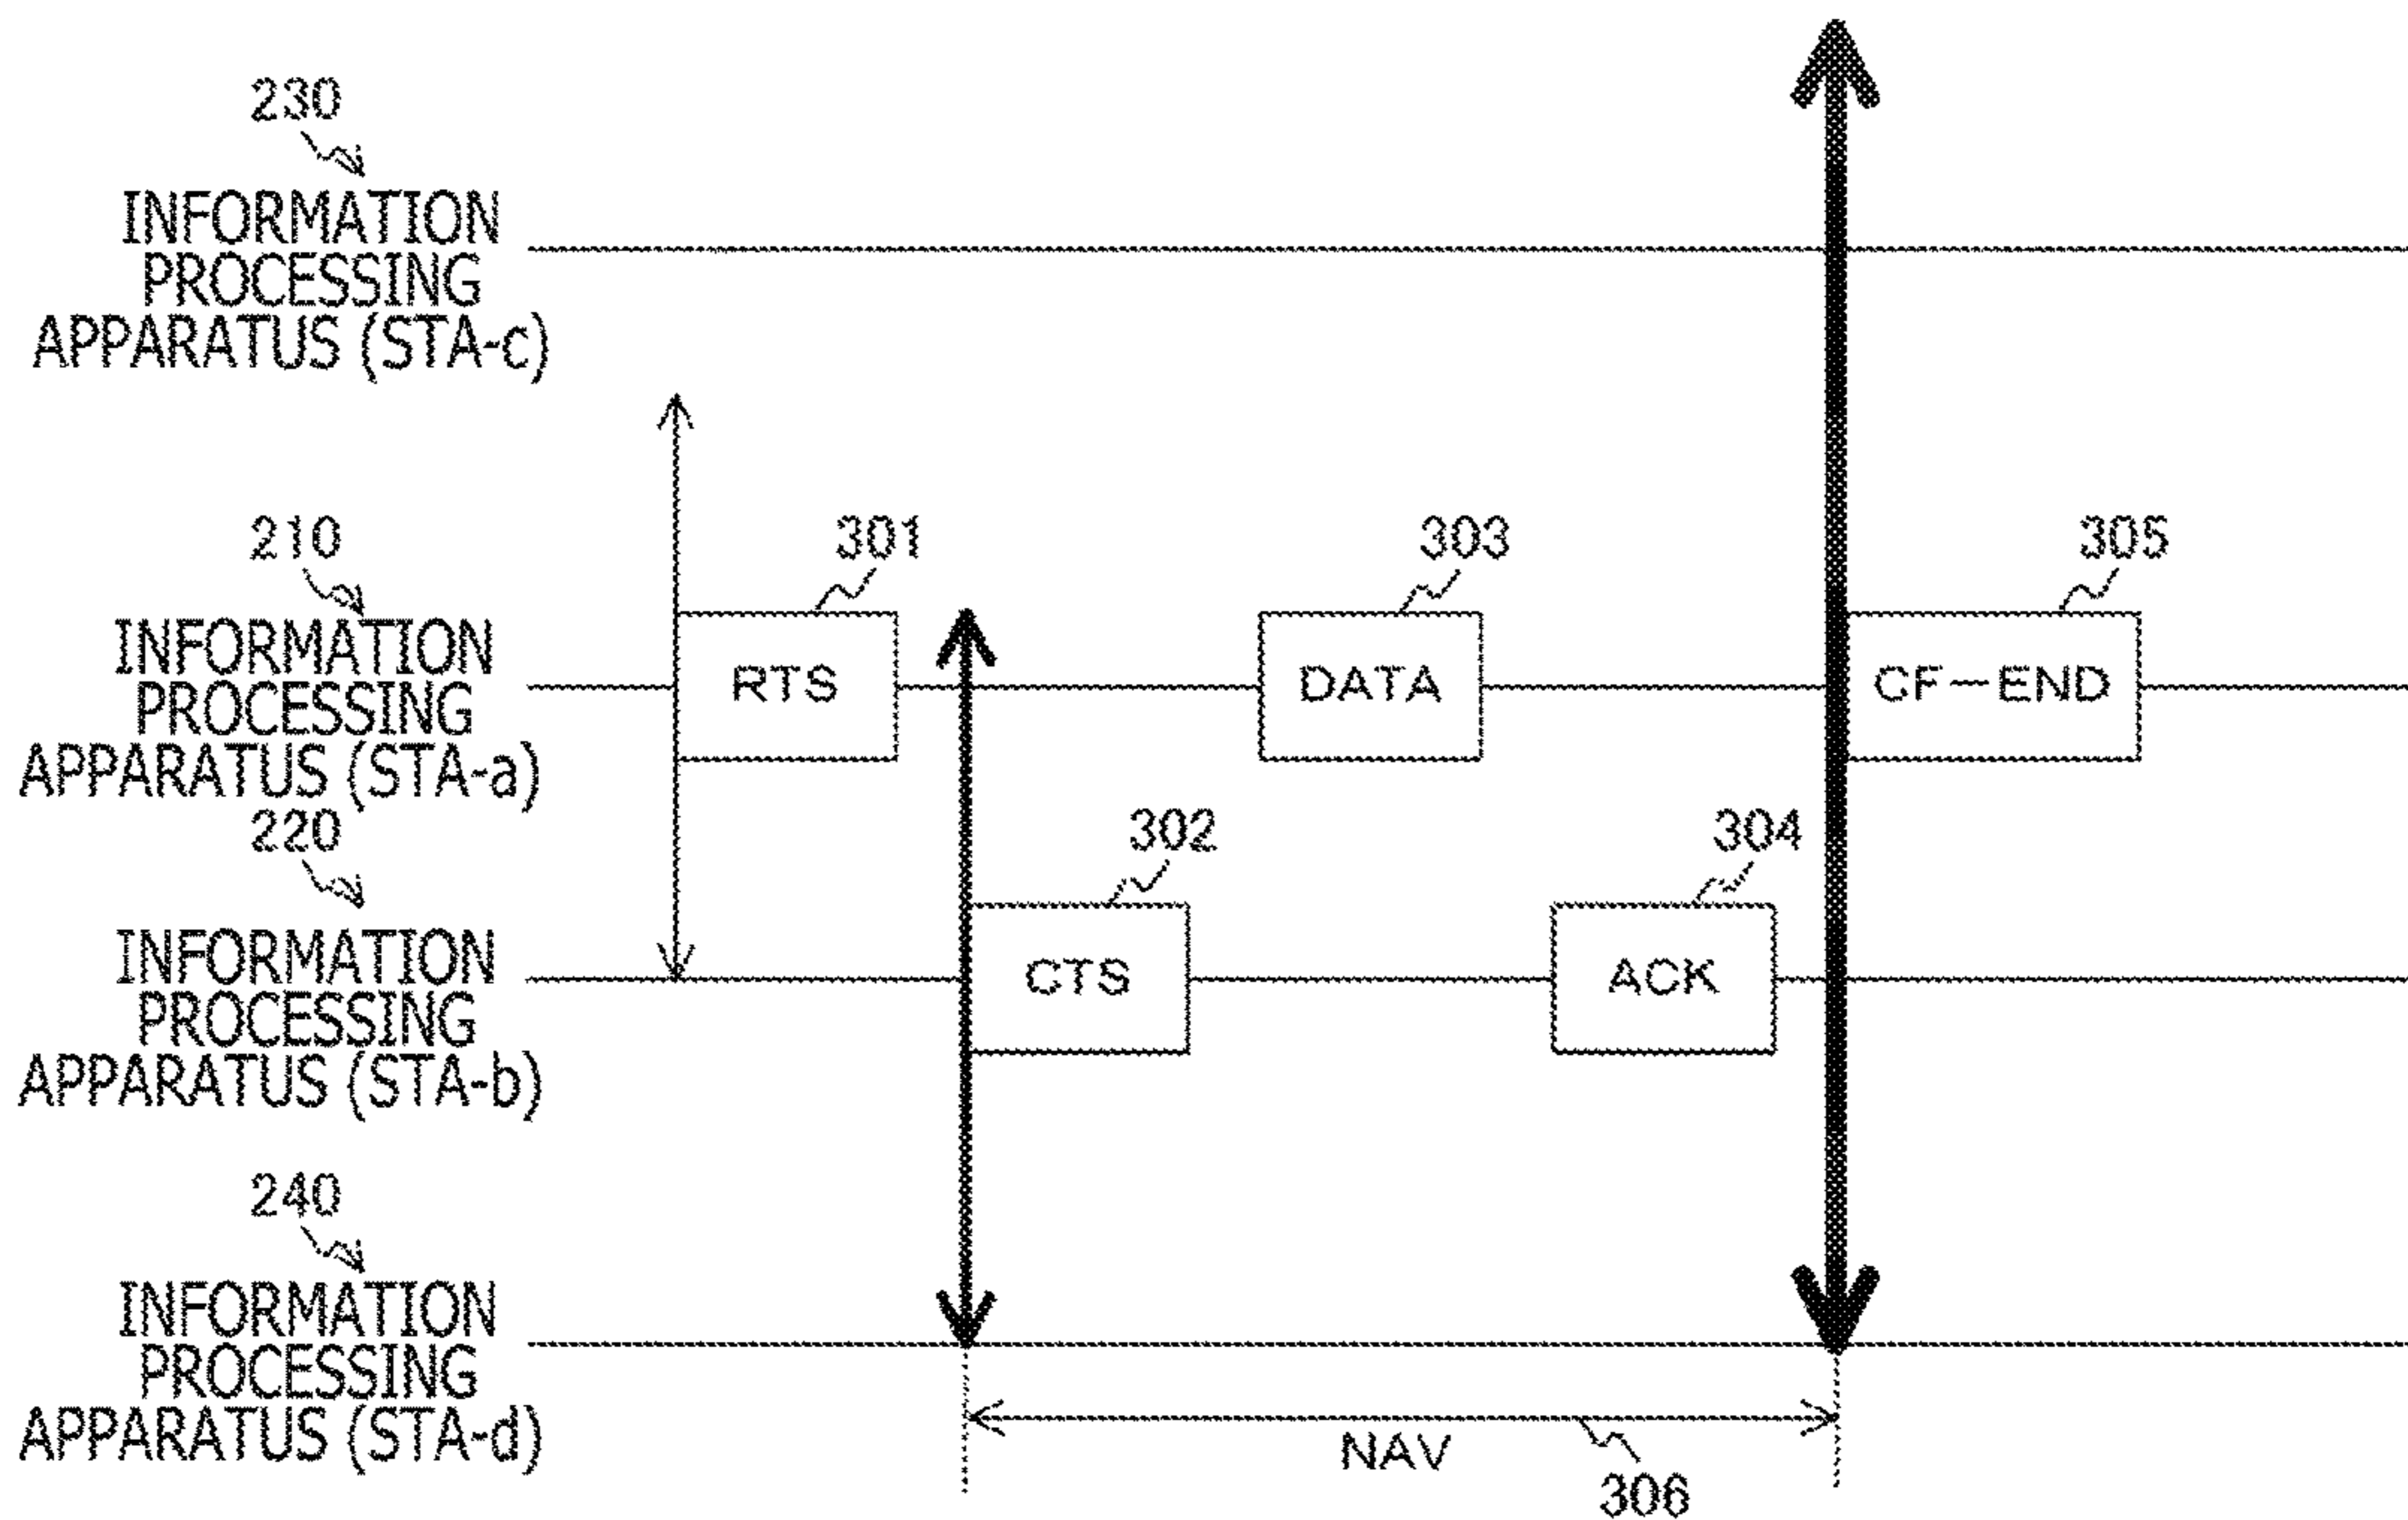 230
INFORMATION
PROCESSING
APPARATUS (STA-c)
210
INFORMATION
PROCESSING
APPARATUS (STA-a)
301
RTS
303
DATA
305
CF-END
220
INFORMATION
PROCESSING
APPARATUS (STA-b)
302
CTS
304
ACK
240
INFORMATION
PROCESSING
APPARATUS (STA-d)
NAV
306